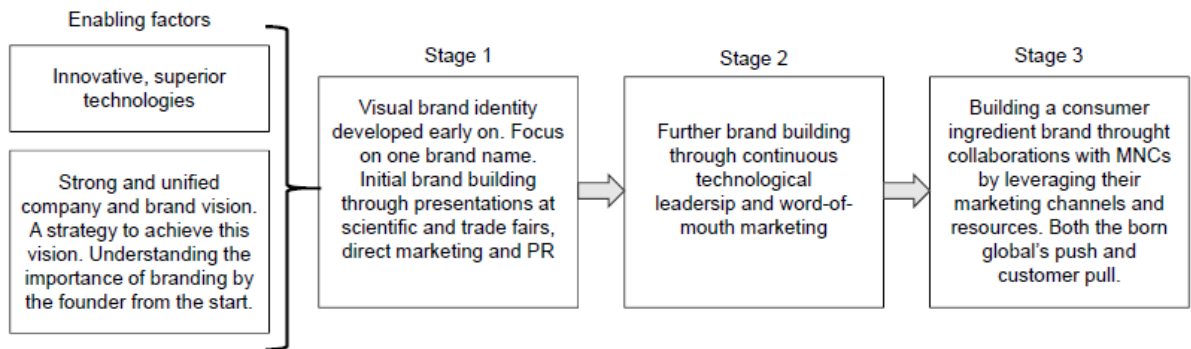 Enabling factors
Innovative, superior
technologies
Strong and unified
company and brand vision.
A strategy to achieve this
vision. Understanding the
importance of branding by
the founder from the start.
Stage 1
Visual brand identity
developed early on. Focus
on one brand name.
Initial brand building
through presentations at
scientific and trade fairs,
direct marketing and PR
Stage 2
Further brand building
through continuous
technological
leadersip and word-of-
mouth marketing
Stage 3
Building a consumer
ingredient brand throught
collaborations with MNCs
by leveraging their
marketing channels and
resources. Both the born
global’s push and
customer pull.